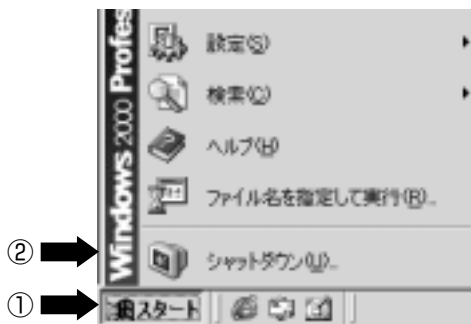 Windows 2000 Profes
設定(S)
検索(C)
ヘルプ(H)
ファイル名を指定して実行(R)...
② シャットダウン(U)...
① スタート